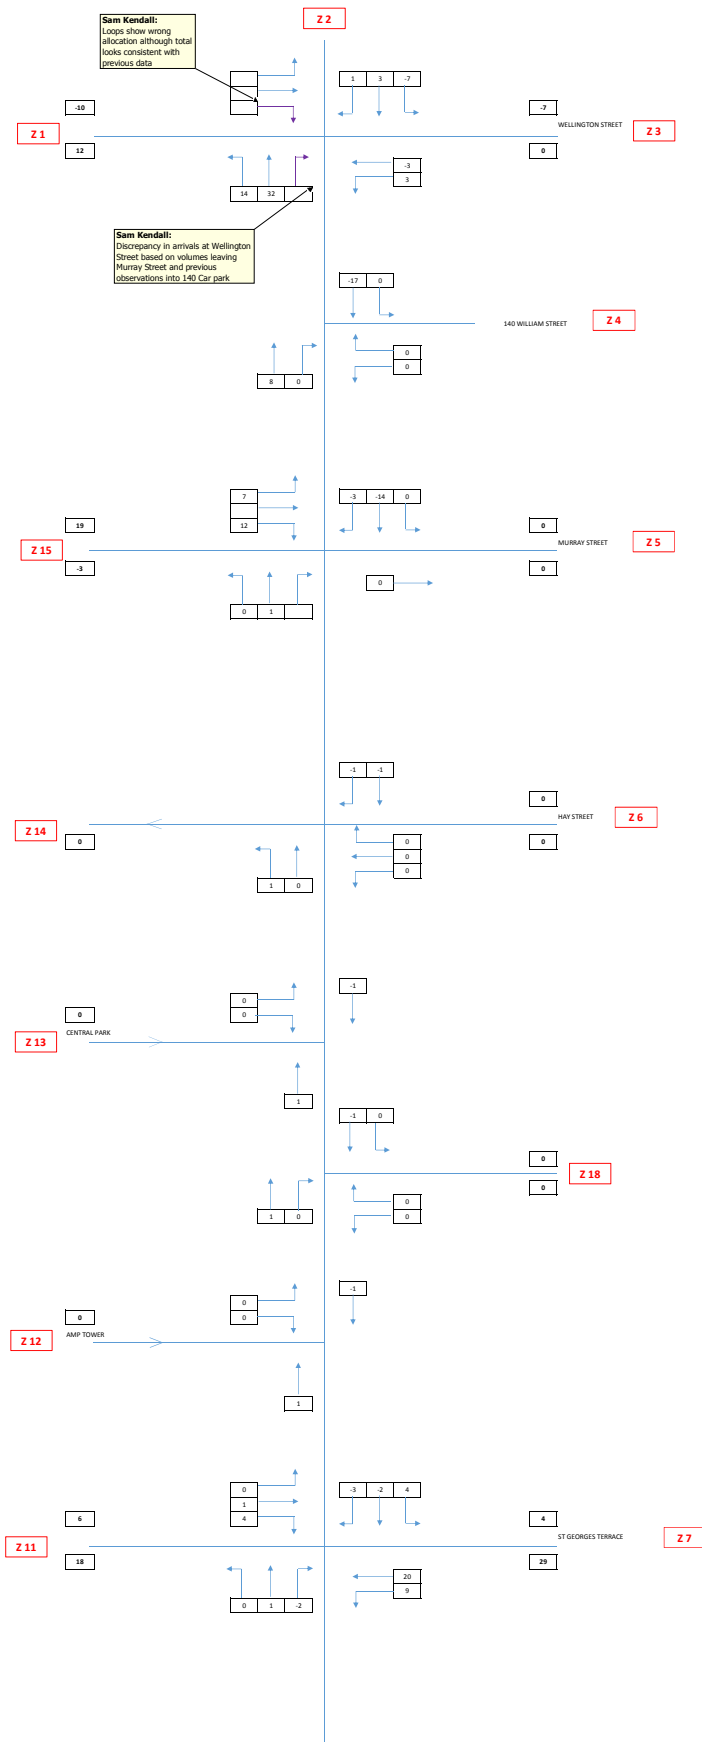 Z 2
Sam Kendall:
Loops show wrong
allocation although total
looks consistent with
previous data
1 3 -7
-10
-7
WELLINGTON STREET
Z 1
Z 3
12
0
-3
3
14 32
Sam Kendall:
Discrepancy in arrivals at Wellington
Street based on volumes leaving
Murray Street and previous
observations into 140 Car park
-17 0
140 WILLIAM STREET
Z 4
0
0
8 0
7
12
-3 -14 0
19
0
MURRAY STREET
Z 15
Z 5
-3
0
0
0 1
-1 -1
0
HAY STREET
Z 6
Z 14
0
0
0
0
0
1 0
-1
0
0
0
CENTRAL PARK
Z 13
1
-1 0
0
Z 18
0
0
0
1 0
-1
0
0
0
AMP TOWER
Z 12
1
0
1
4
-3 -2 4
6
4
ST GEORGES TERRACE
Z 7
Z 11
18
29
20
9
0 1 -2